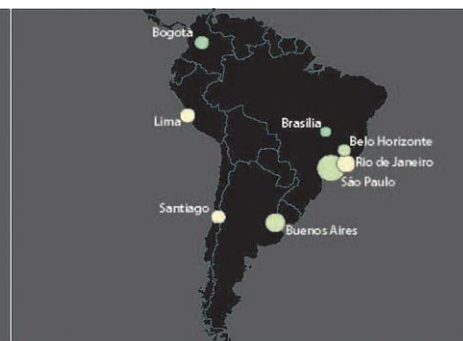 Bogotá
Lima
Brasília
Belo Horizonte
Rio de Janeiro
São Paulo
Santiago
Buenos Aires